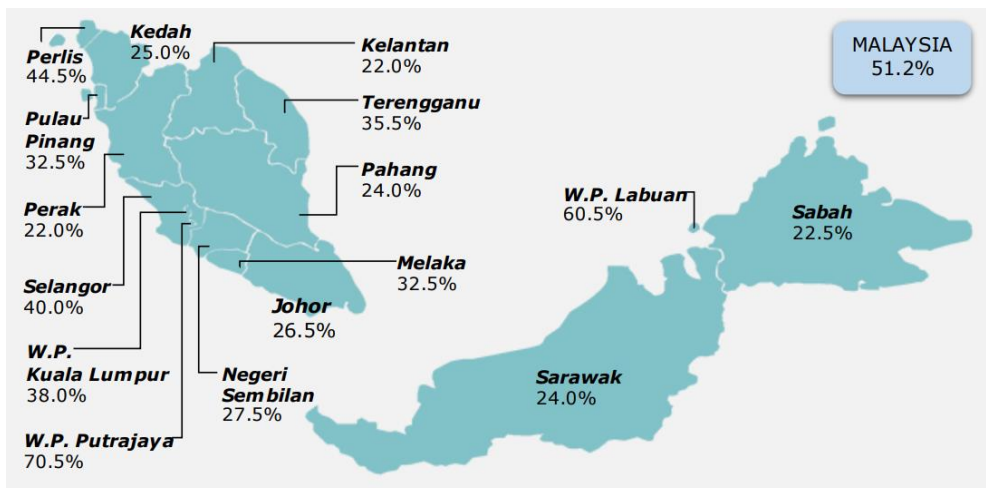 Kedah
25.0%
Perlis
44.5%
Pulau
Pinang
32.5%
Perak
22.0%
Selangor
40.0%
W.P.
Kuala Lumpur
38.0%
W.P. Putrajaya
70.5%
Kelantan
22.0%
Terengganu
35.5%
Pahang
24.0%
Melaka
32.5%
Johor
26.5%
Negeri
Sembilan
27.5%
MALAYSIA
51.2%
W.P. Labuan
60.5%
Sabah
22.5%
Sarawak
24.0%